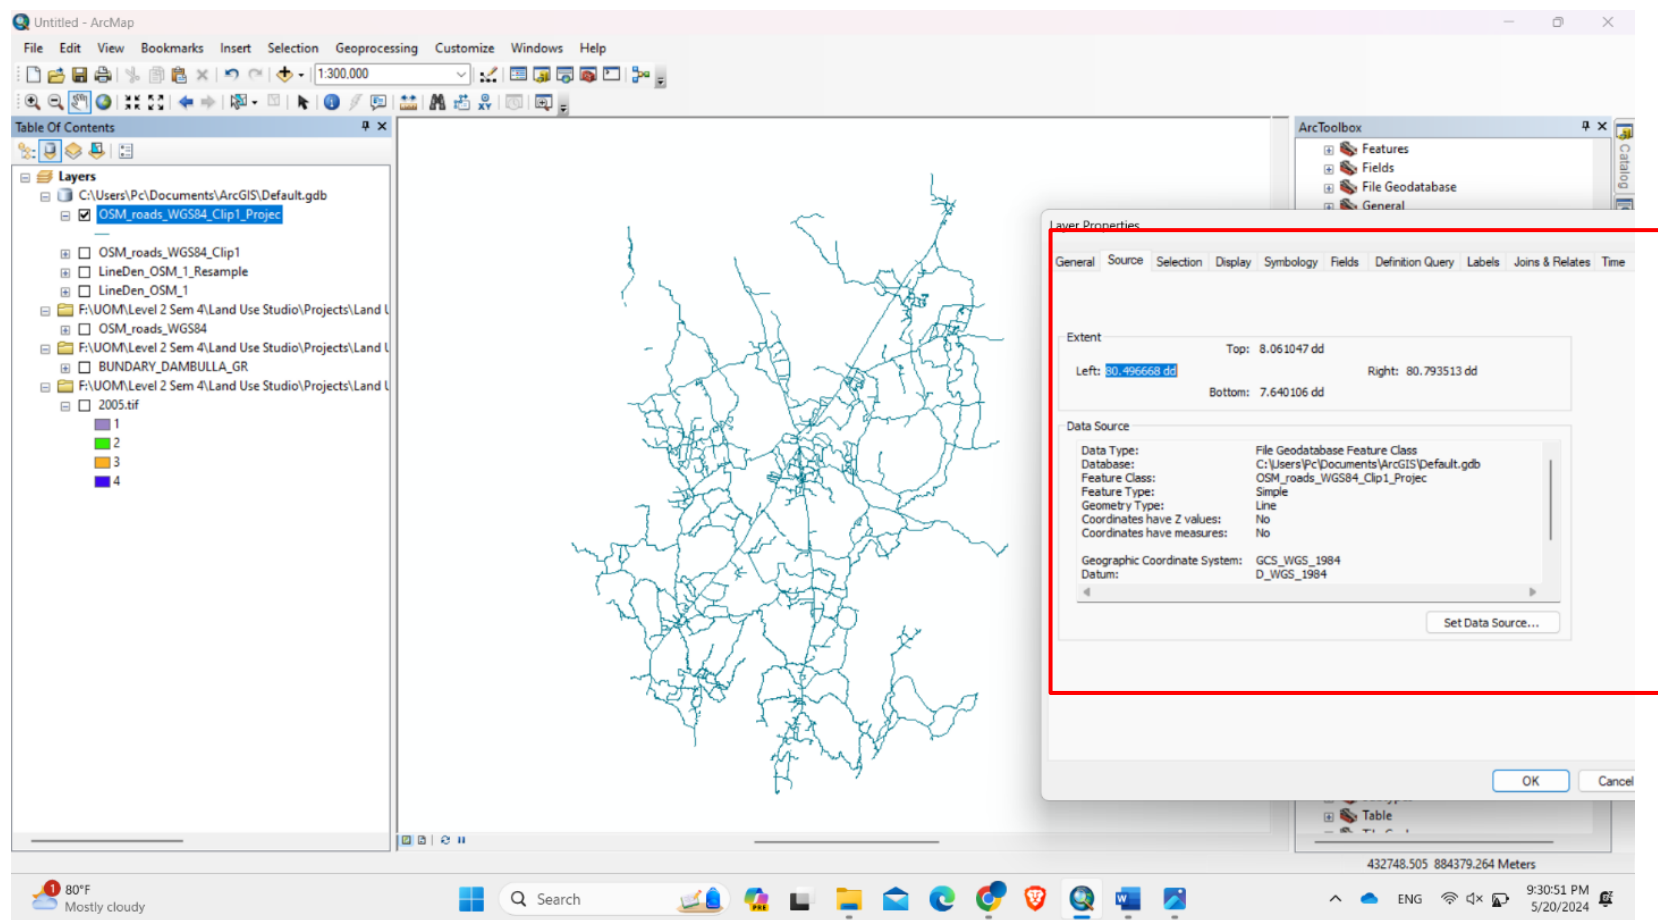 Untitled - ArcMap
File Edit View Bookmarks Insert Selection Geoprocessing Customize Windows Help
1:300.000
Table Of Contents
Layers
C:\Users\Pc\Documents\ArcGIS\Default.gdb
OSM_roads_WGS84_Clip1_Projec
OSM_roads_WGS84_Clip1
LineDen_OSM_1_Resample
LineDen_OSM_1
F:\UOM\Level 2 Sem 4\Land Use Studio\Projects\Land U
OSM_roads_WGS84
F:\UOM\Level 2 Sem 4\Land Use Studio\Projects\Land U
BUNDARY_DAMBULLA_GR
F:\UOM\Level 2 Sem 4\Land Use Studio\Projects\Land U
2005.tif
1
2
3
4
ArcToolbox
Features
Fields
File Geodatabase
General
Catalog
Layer Properties
General Source Selection Display Symbology Fields Definition Query Labels Joins & Relates Time
Extent
Top: 8.061047 dd
Left: 80.496668 dd Right: 80.793513 dd
Bottom: 7.640106 dd
Data Source
Data Type: File Geodatabase Feature Class
Database: C:\Users\Pc\Documents\ArcGIS\Default.gdb
Feature Class: OSM_roads_WGS84_Clip1_Projec
Feature Type: Simple
Geometry Type: Line
Coordinates have Z values: No
Coordinates have measures: No
Geographic Coordinate System: GCS_WGS_1984
Datum: D_WGS_1984
Set Data Source...
OK Cancel
Table
432748.505 884379.264 Meters
1
80°F
Mostly cloudy
Search
PRE
ENG
9:30:51 PM
5/20/2024